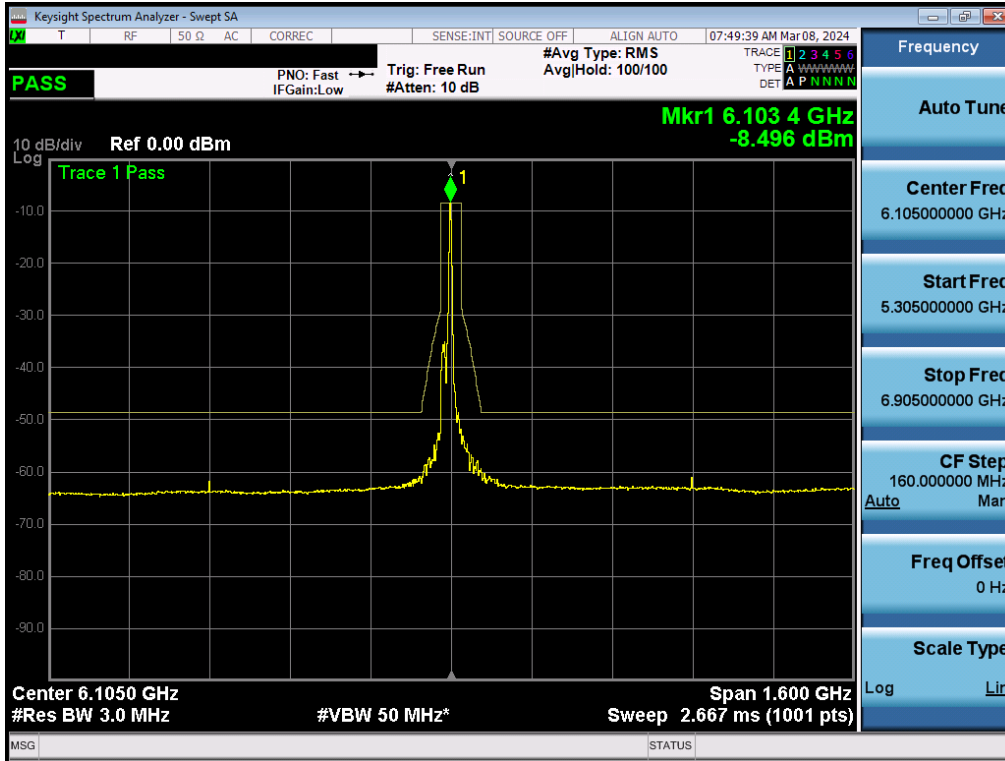 Keysight Spectrum Analyzer - Swept SA
LXI T RF 50 Ω AC CORREC SENSE:INT SOURCE OFF ALIGN AUTO 07:49:39 AM Mar 08, 2024
PASS
PNO: Fast
IFGain:Low
Trig: Free Run
#Atten: 10 dB
#Avg Type: RMS
Avg|Hold: 100/100
TRACE 1 2 3 4 5 6
TYPE A WWWWW
DET A P N N N N
Mkr1 6.103 4 GHz
-8.496 dBm
10 dB/div Ref 0.00 dBm
Log
Trace 1 Pass
1
-10.0
-20.0
-30.0
-40.0
-50.0
-60.0
-70.0
-80.0
-90.0
Center 6.1050 GHz Span 1.600 GHz
#Res BW 3.0 MHz #VBW 50 MHz* Sweep 2.667 ms (1001 pts)
MSG STATUS
Frequency
Auto Tune
Center Freq
6.105000000 GHz
Start Freq
5.305000000 GHz
Stop Freq
6.905000000 GHz
CF Step
160.000000 MHz
Auto Man
Freq Offset
0 Hz
Scale Type
Log Lin